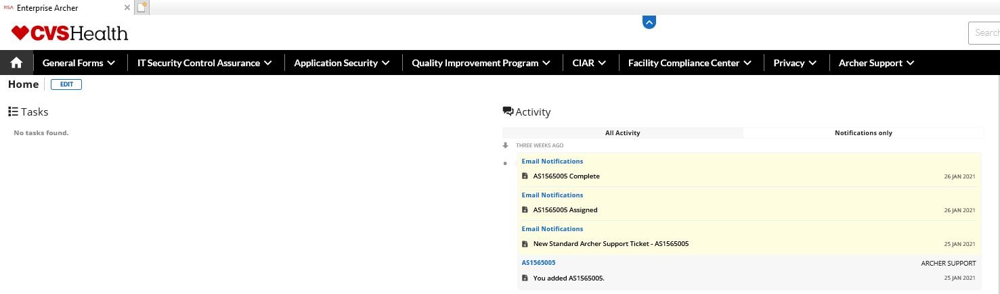 RSA Enterprise Archer
CVSHealth
Search
General Forms IT Security Control Assurance Application Security Quality Improvement Program CIAR Facility Compliance Center Privacy Archer Support
Home EDIT
Tasks
No tasks found.
Activity
All Activity Notifications only
THREE WEEKS AGO
Email Notifications
AS1565005 Complete 26 JAN 2021
Email Notifications
AS1565005 Assigned 26 JAN 2021
Email Notifications
New Standard Archer Support Ticket - AS1565005 25 JAN 2021
AS1565005 ARCHER SUPPORT
You added AS1565005. 25 JAN 2021